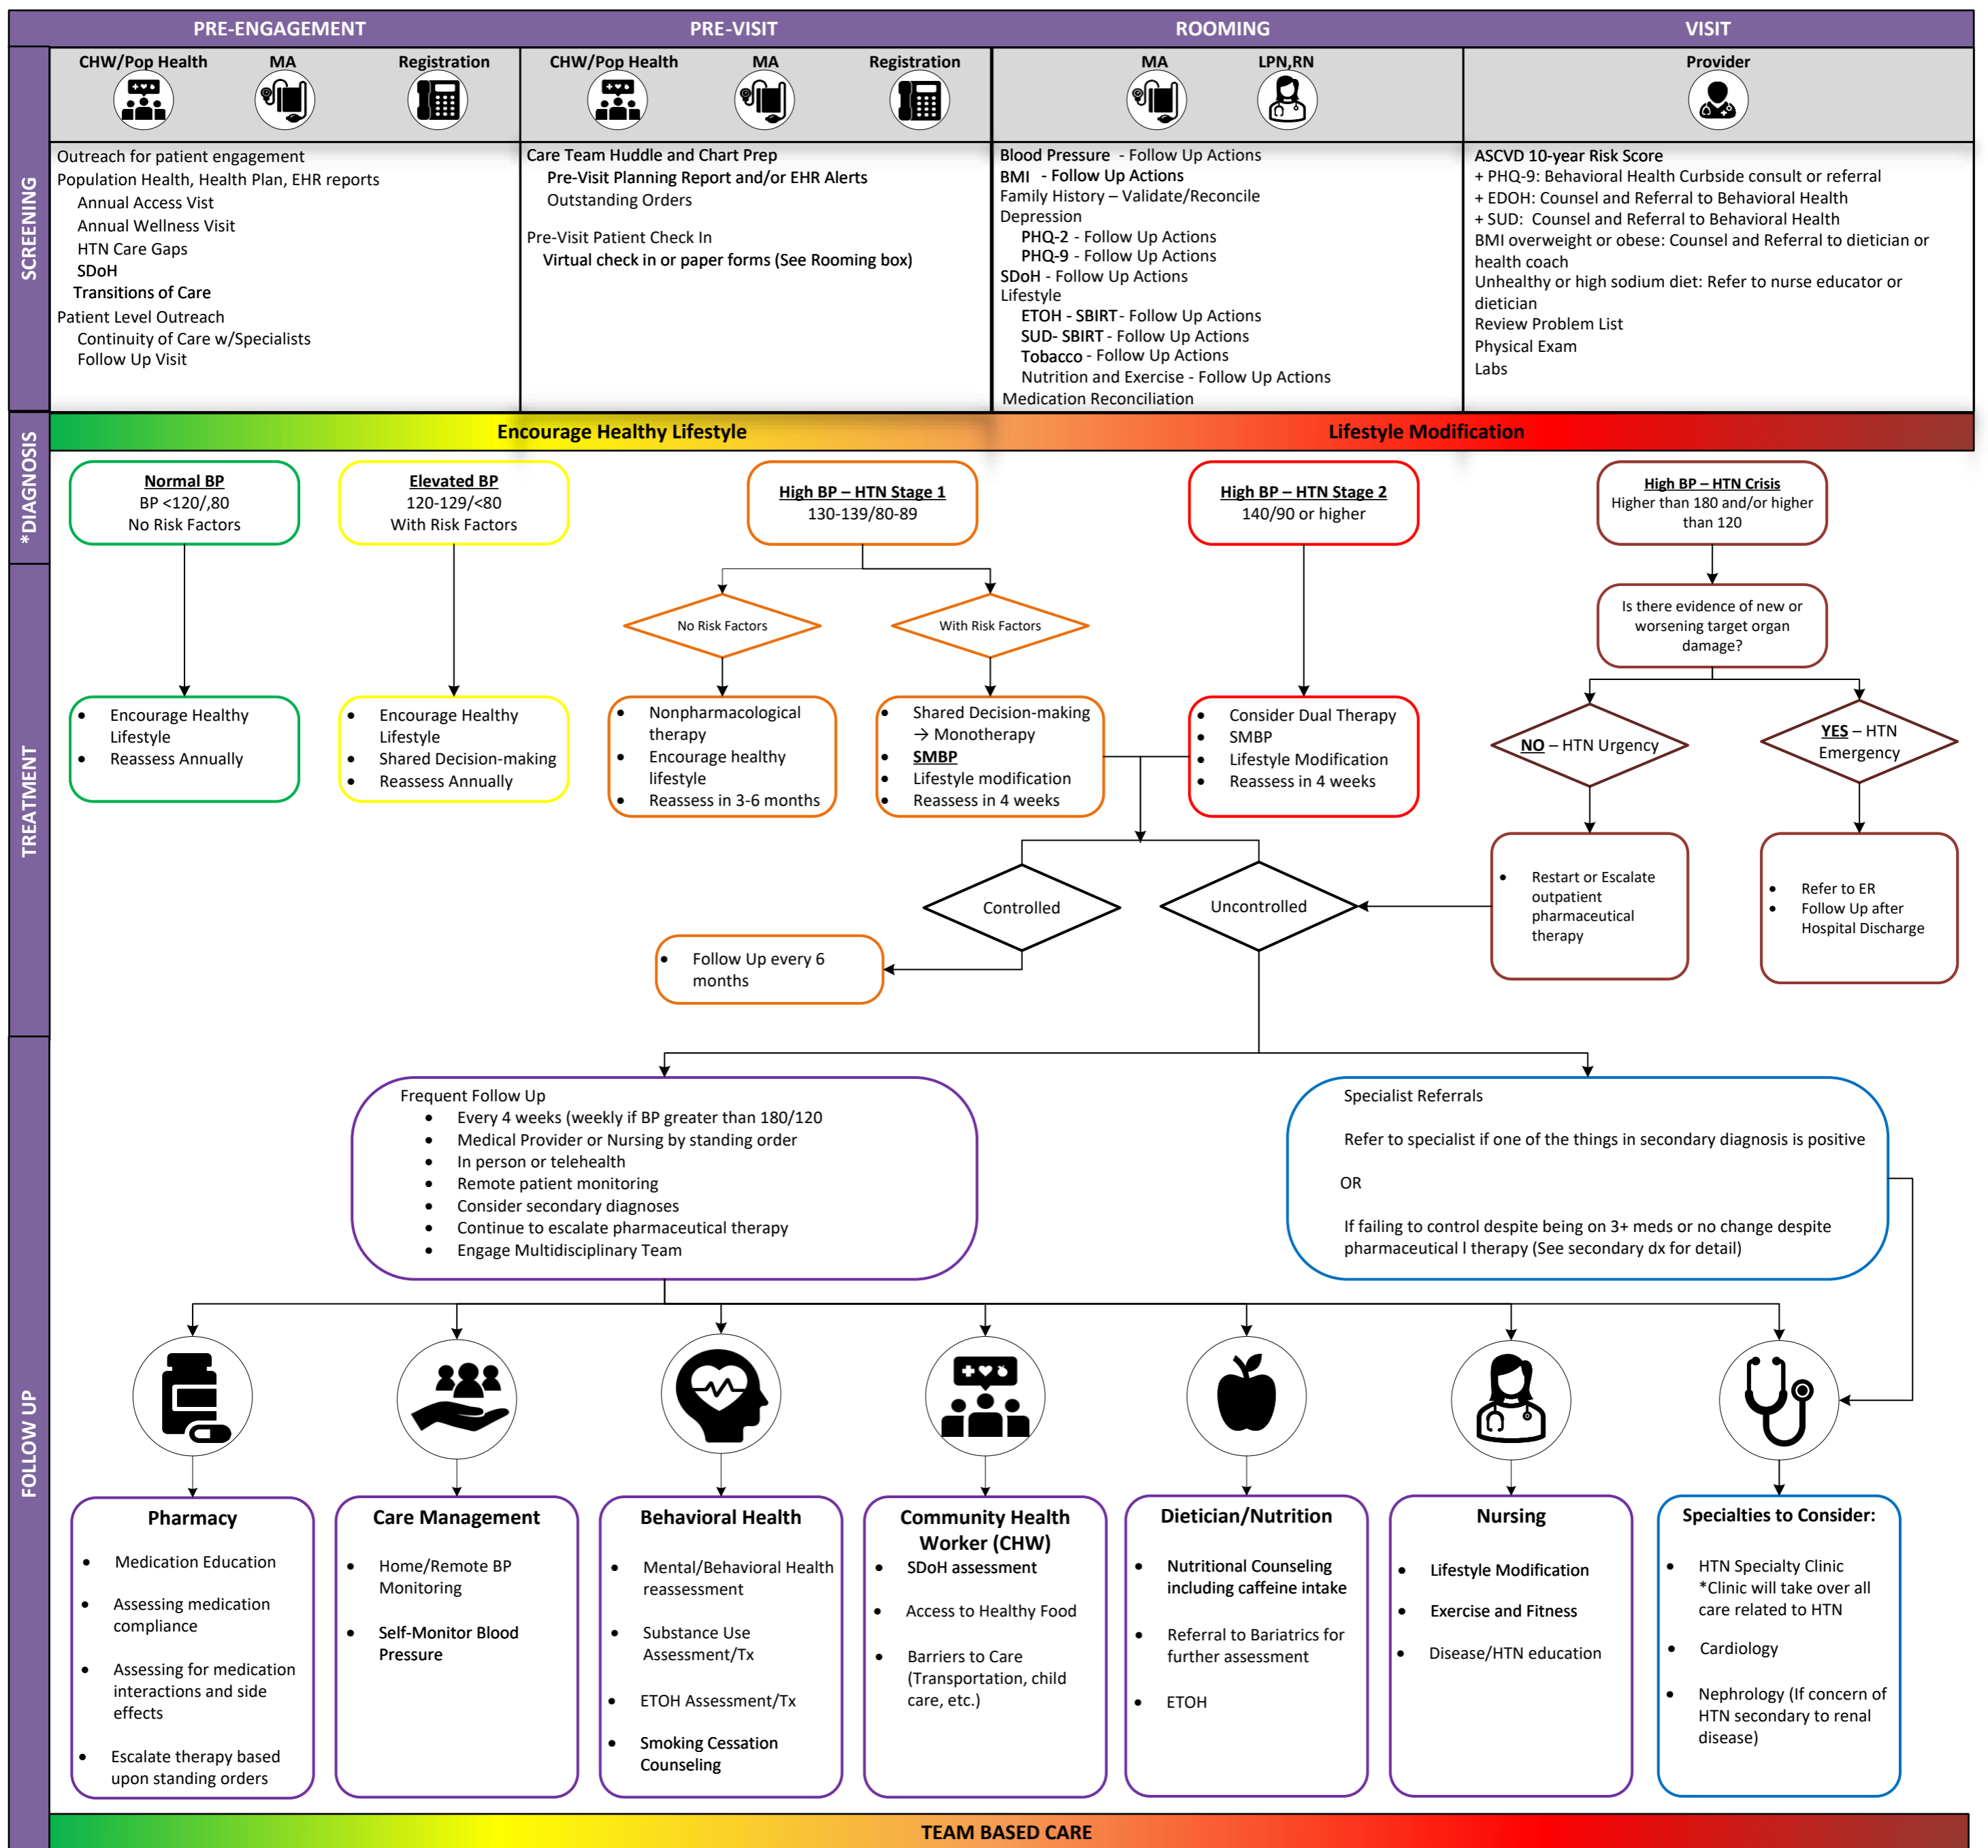 PRE-ENGAGEMENT
PRE-VISIT
ROOMING
VISIT
SCREENING
CHW/Pop Health
MA
Registration
CHW/Pop Health
MA
Registration
MA
LPN,RN
Provider
Outreach for patient engagement
Population Health, Health Plan, EHR reports
Annual Access Vist
Annual Wellness Visit
HTN Care Gaps
SDoH
Transitions of Care
Patient Level Outreach
Continuity of Care w/Specialists
Follow Up Visit
Care Team Huddle and Chart Prep
Pre-Visit Planning Report and/or EHR Alerts
Outstanding Orders
Pre-Visit Patient Check In
Virtual check in or paper forms (See Rooming box)
Blood Pressure - Follow Up Actions
BMI - Follow Up Actions
Family History – Validate/Reconcile
Depression
PHQ-2 - Follow Up Actions
PHQ-9 - Follow Up Actions
SDoH - Follow Up Actions
Lifestyle
ETOH - SBIRT- Follow Up Actions
SUD- SBIRT - Follow Up Actions
Tobacco - Follow Up Actions
Nutrition and Exercise - Follow Up Actions
Medication Reconciliation
ASCVD 10-year Risk Score
+ PHQ-9: Behavioral Health Curbside consult or referral
+ EDOH: Counsel and Referral to Behavioral Health
+ SUD: Counsel and Referral to Behavioral Health
BMI overweight or obese: Counsel and Referral to dietician or
health coach
Unhealthy or high sodium diet: Refer to nurse educator or
dietician
Review Problem List
Physical Exam
Labs
*DIAGNOSIS
Encourage Healthy Lifestyle
Lifestyle Modification
Normal BP
BP <120/,80
No Risk Factors
Elevated BP
120-129/<80
With Risk Factors
High BP – HTN Stage 1
130-139/80-89
High BP – HTN Stage 2
140/90 or higher
High BP – HTN Crisis
Higher than 180 and/or higher
than 120
TREATMENT
No Risk Factors
With Risk Factors
Is there evidence of new or
worsening target organ
damage?
• Encourage Healthy
Lifestyle
• Reassess Annually
• Encourage Healthy
Lifestyle
• Shared Decision-making
• Reassess Annually
• Nonpharmacological
therapy
• Encourage healthy
lifestyle
• Reassess in 3-6 months
• Shared Decision-making
→ Monotherapy
• SMBP
• Lifestyle modification
• Reassess in 4 weeks
• Consider Dual Therapy
• SMBP
• Lifestyle Modification
• Reassess in 4 weeks
NO – HTN Urgency
YES – HTN
Emergency
Controlled
Uncontrolled
• Restart or Escalate
outpatient
pharmaceutical
therapy
• Refer to ER
• Follow Up after
Hospital Discharge
• Follow Up every 6
months
FOLLOW UP
Frequent Follow Up
• Every 4 weeks (weekly if BP greater than 180/120
• Medical Provider or Nursing by standing order
• In person or telehealth
• Remote patient monitoring
• Consider secondary diagnoses
• Continue to escalate pharmaceutical therapy
• Engage Multidisciplinary Team
Specialist Referrals
Refer to specialist if one of the things in secondary diagnosis is positive
OR
If failing to control despite being on 3+ meds or no change despite
pharmaceutical l therapy (See secondary dx for detail)
Pharmacy
• Medication Education
• Assessing medication
compliance
• Assessing for medication
interactions and side
effects
• Escalate therapy based
upon standing orders
Care Management
• Home/Remote BP
Monitoring
• Self-Monitor Blood
Pressure
Behavioral Health
• Mental/Behavioral Health
reassessment
• Substance Use
Assessment/Tx
• ETOH Assessment/Tx
• Smoking Cessation
Counseling
Community Health
Worker (CHW)
• SDoH assessment
• Access to Healthy Food
• Barriers to Care
(Transportation, child
care, etc.)
Dietician/Nutrition
• Nutritional Counseling
including caffeine intake
• Referral to Bariatrics for
further assessment
• ETOH
Nursing
• Lifestyle Modification
• Exercise and Fitness
• Disease/HTN education
Specialties to Consider:
• HTN Specialty Clinic
*Clinic will take over all
care related to HTN
• Cardiology
• Nephrology (If concern of
HTN secondary to renal
disease)
TEAM BASED CARE